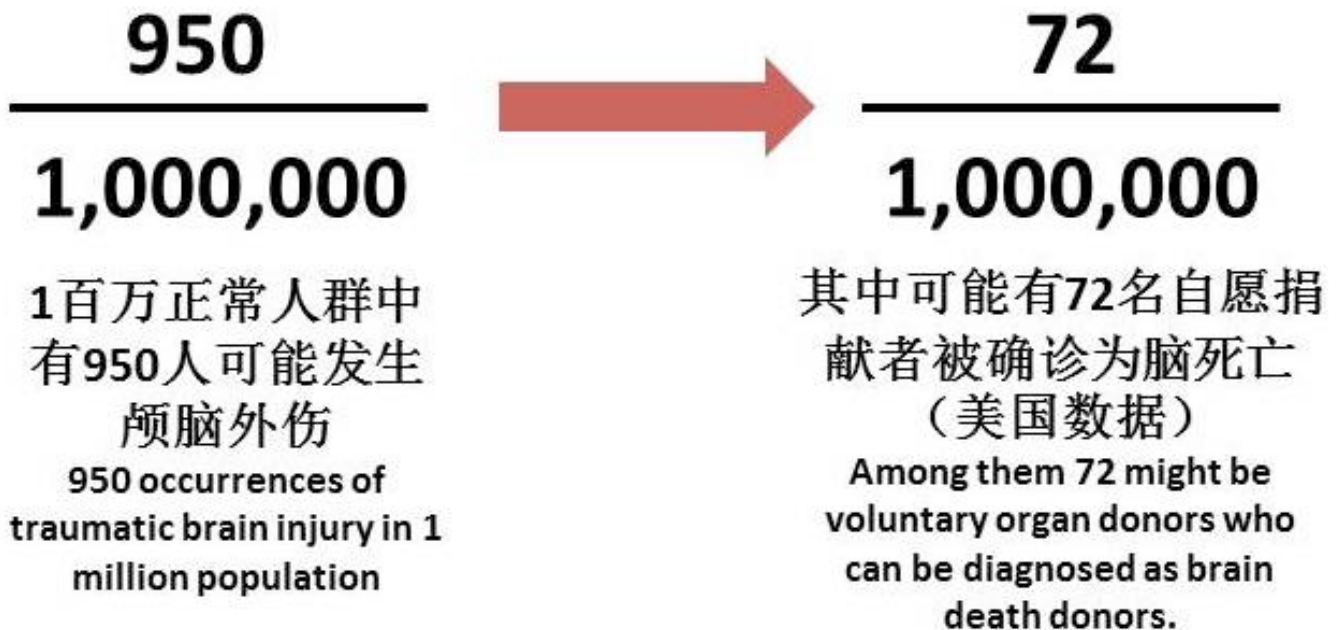 950
1,000,000
1百万正常人群中
有950人可能发生
颅脑外伤
950 occurrences of
traumatic brain injury in 1
million population
72
1,000,000
其中可能有72名自愿捐
献者被确诊为脑死亡
（美国数据）
Among them 72 might be
voluntary organ donors who
can be diagnosed as brain
death donors.